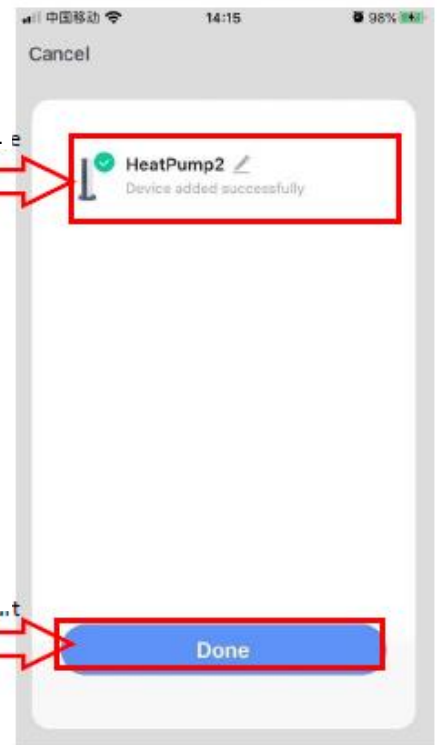 中国移动 14:15 98%
Cancel
e
HeatPump2
Device added successfully
t
Done